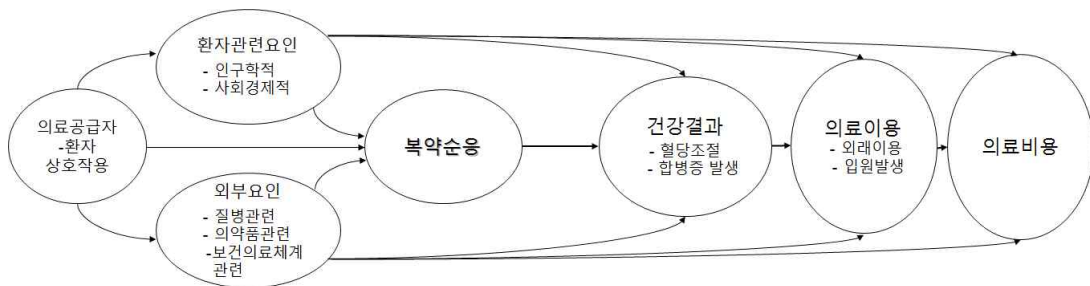 환자관련요인
- 인구학적
- 사회경제적
의료공급자
-환자
상호작용
복약순응
외부요인
- 질병관련
- 의약품관련
-보건의료체계
관련
건강결과
- 혈당조절
- 합병증 발생
의료이용
- 외래이용
- 입원발생
의료비용